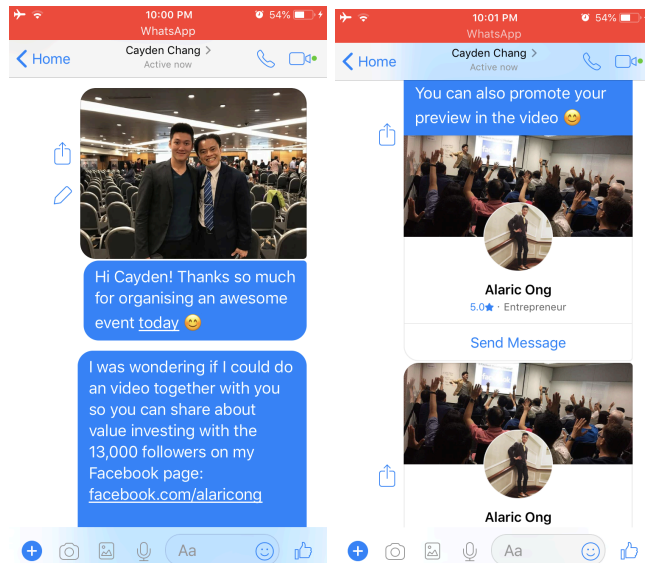 10:00 PM
54%
WhatsApp
Home
Cayden Chang >
Active now
Hi Cayden! Thanks so much
for organising an awesome
event today 😊
I was wondering if I could do
an video together with you
so you can share about
value investing with the
13,000 followers on my
Facebook page:
facebook.com/alaricong
Aa
10:01 PM
54%
WhatsApp
Home
Cayden Chang >
Active now
You can also promote your
preview in the video 😊
Alaric Ong
5.0★ · Entrepreneur
Send Message
Alaric Ong
Aa